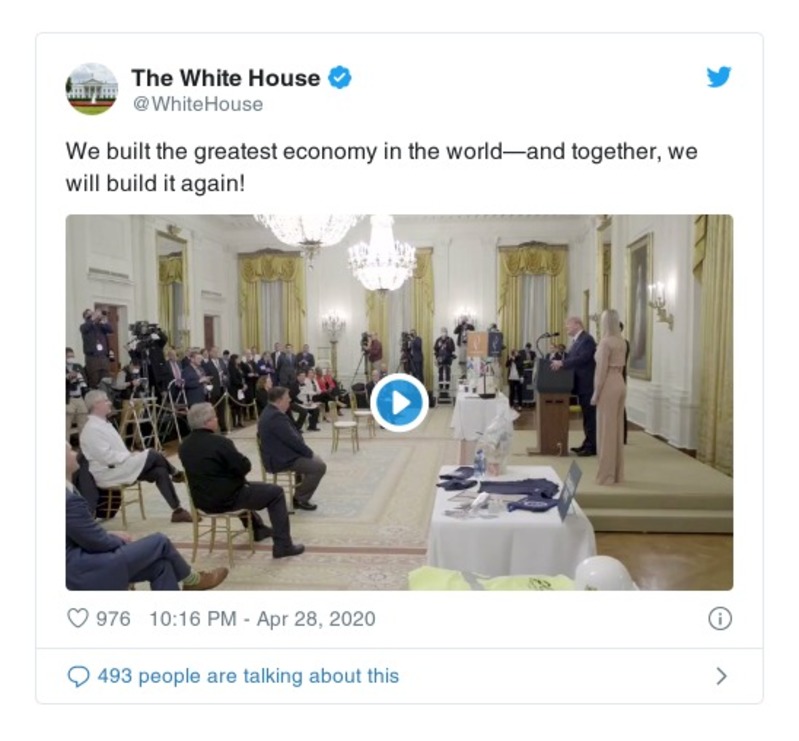 The White House
@WhiteHouse
We built the greatest economy in the world—and together, we
will build it again!
976 10:16 PM - Apr 28, 2020
493 people are talking about this